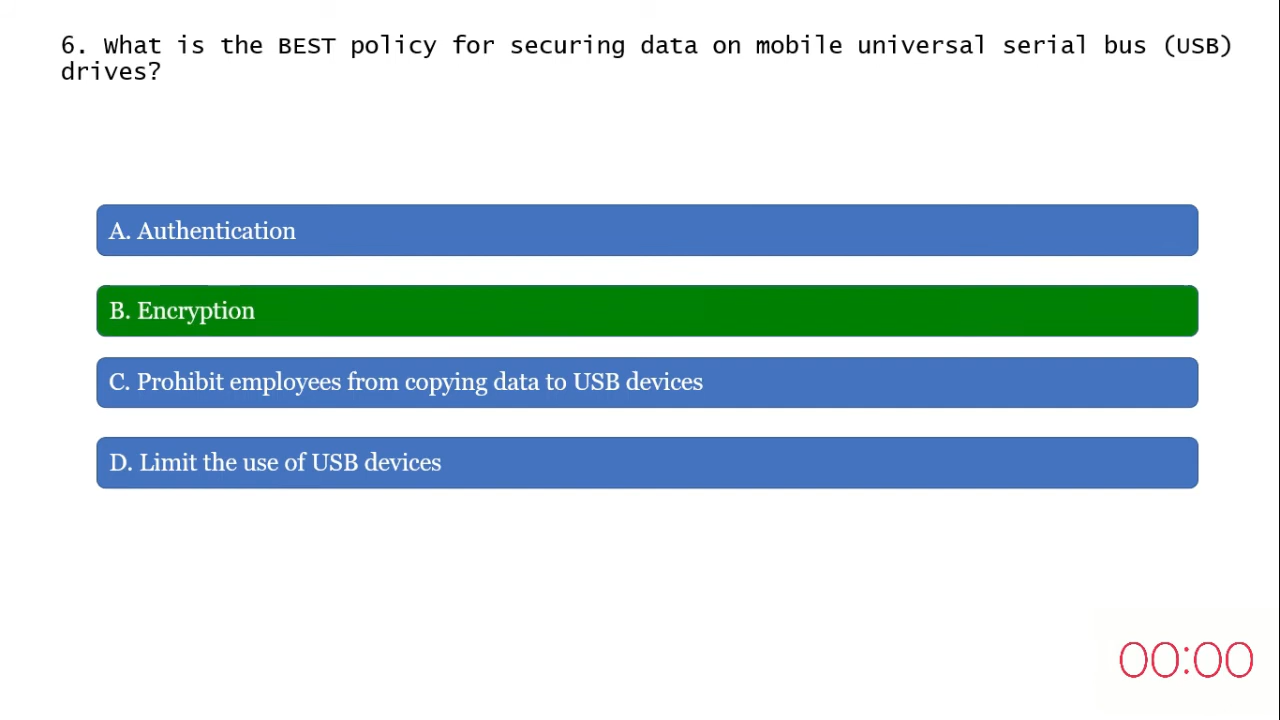 6. What is the BEST policy for securing data on mobile universal serial bus (USB)
drives?
A. Authentication
B. Encryption
C. Prohibit employees from copying data to USB devices
D. Limit the use of USB devices
00:00